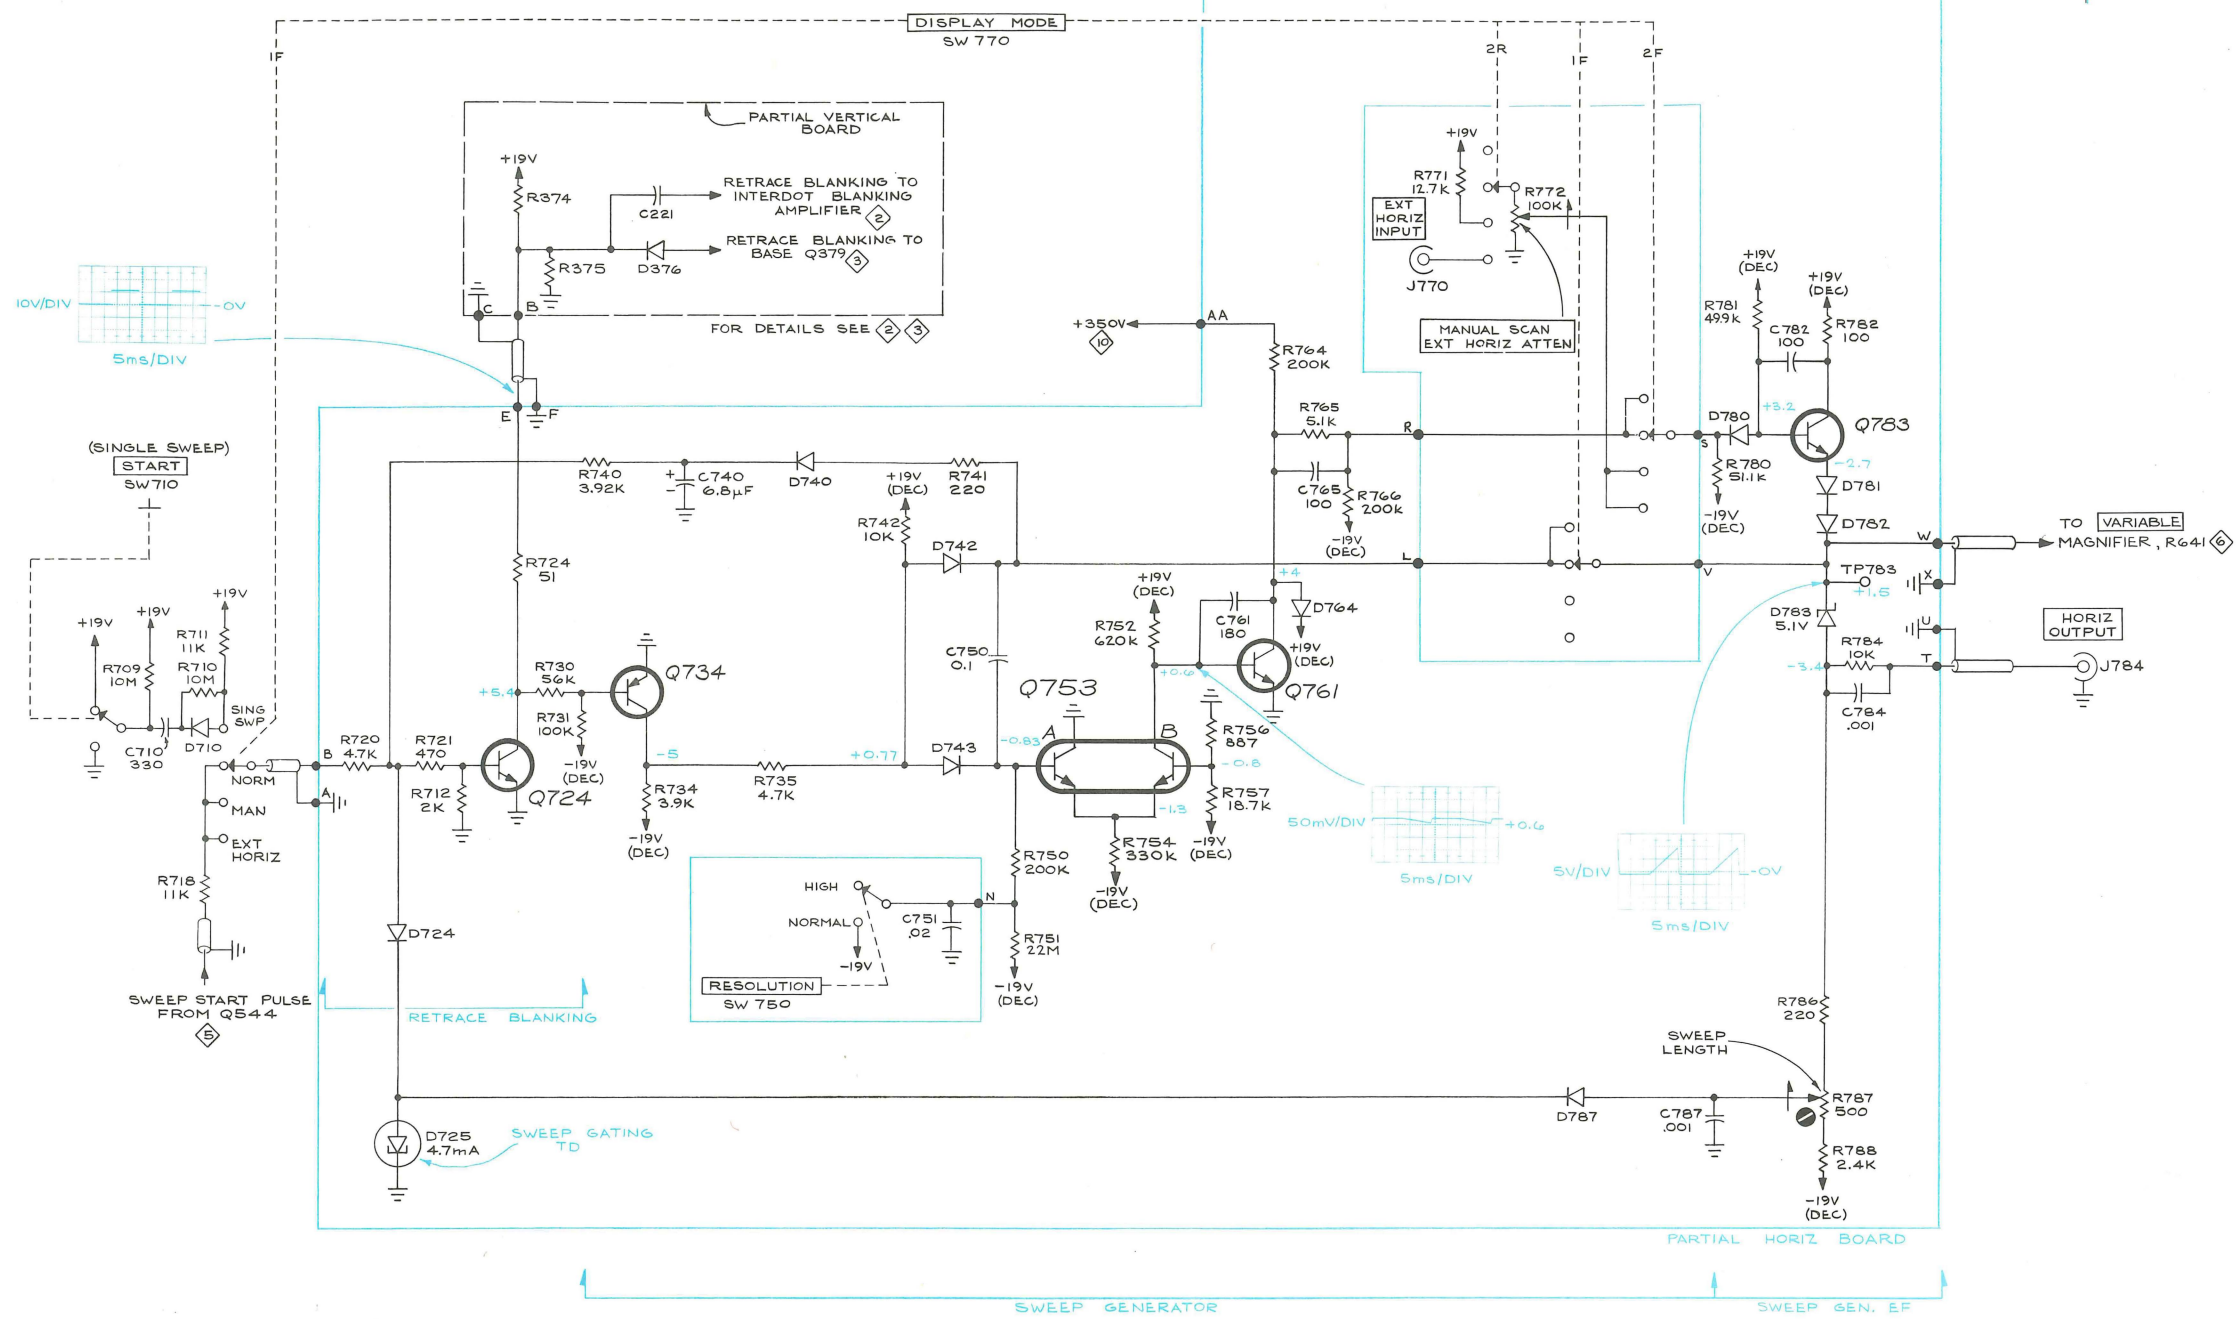 DISPLAY MODE
SW 770
1F
2R
1F
2F
PARTIAL VERTICAL
BOARD
+19V
R374
C221
RETRACE BLANKING TO
INTERDOT BLANKING
AMPLIFIER 2
RETRACE BLANKING TO
BASE Q379 3
R375
D376
C
B
FOR DETAILS SEE 2 3
10V/DIV
-0V
5ms/DIV
E
F
+350V
10
AA
R764
200K
+19V
R771
12.7K
EXT
HORIZ
INPUT
J770
R772
100K
MANUAL SCAN
EXT HORIZ ATTEN
+19V
(DEC)
R781
49.9K
C782
100
+19V
(DEC)
R782
100
+3.2
Q783
-2.7
D780
S
R780
51.1K
-19V
(DEC)
D781
D782
W
TO VARIABLE
MAGNIFIER, R641 6
X
TP783
+1.5
D783
5.1V
U
HORIZ
OUTPUT
R784
10K
-3.4
T
J784
C784
.001
R765
5.1K
R
C765
100
R766
200K
-19V
(DEC)
L
V
(SINGLE SWEEP)
START
SW710
R740
3.92K
C740
6.8µF
+
-
D740
R741
220
+19V
(DEC)
R742
10K
D742
R724
51
+19V
+19V
+19V
R711
11K
R709
10M
R710
10M
SING
SWP
C710
330
D710
NORM
MAN
EXT
HORIZ
R718
11K
SWEEP START PULSE
FROM Q544
5
B
A
R720
4.7K
R721
470
R712
2K
Q724
+5.4
R730
56K
R731
100K
-19V
(DEC)
Q734
-5
R734
3.9K
-19V
(DEC)
R735
4.7K
+0.77
D743
C750
0.1
-0.83
Q753
A
B
-1.3
+19V
(DEC)
R752
620K
+0.6
C761
180
+4
D764
+19V
(DEC)
Q761
R756
887
-0.8
R757
18.7K
-19V
(DEC)
R754
330K
-19V
(DEC)
R750
200K
N
R751
22M
-19V
(DEC)
HIGH
NORMAL
-19V
C751
.02
RESOLUTION
SW 750
50mV/DIV
+0.6
5ms/DIV
5V/DIV
-0V
5ms/DIV
D724
RETRACE BLANKING
D725
4.7mA
SWEEP GATING
TD
D787
C787
.001
SWEEP
LENGTH
R786
220
R787
500
R788
2.4K
-19V
(DEC)
PARTIAL HORIZ BOARD
SWEEP GENERATOR
SWEEP GEN. EF